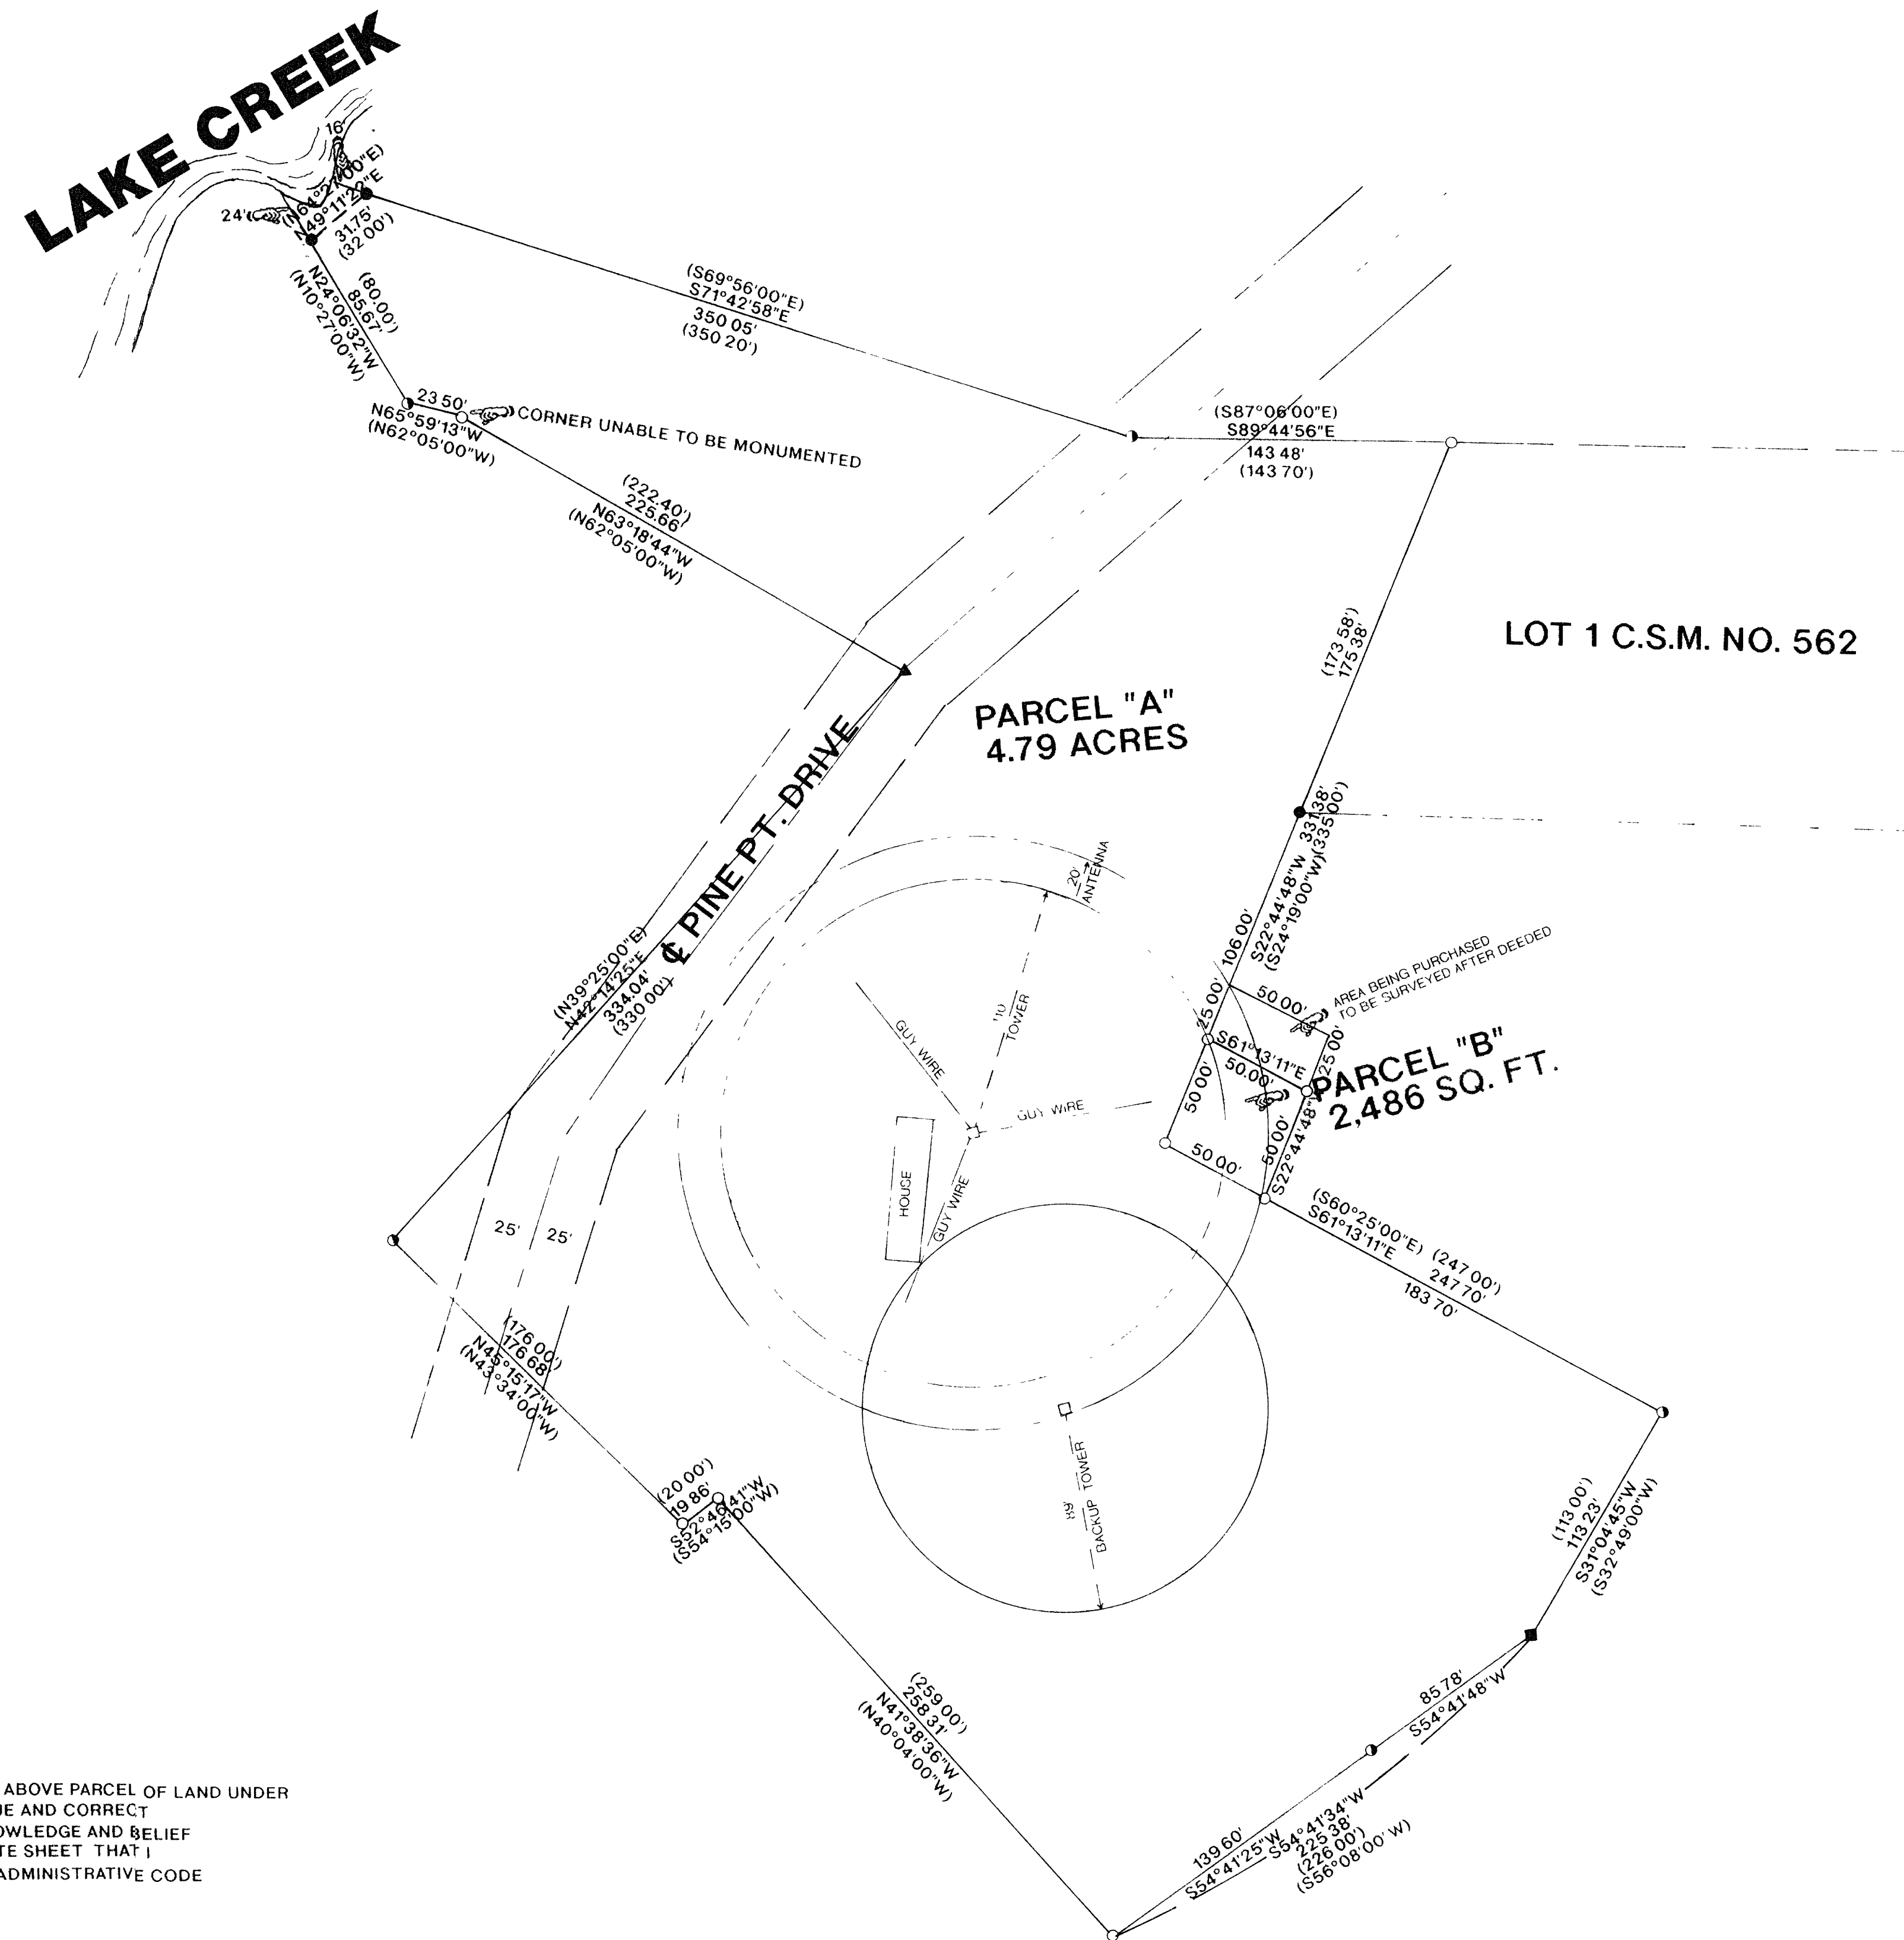 LAKE CREEK
16'
24'
(N64°27'00"E)
N49°11'22"E
31.75'
(32 00')
(80.00')
85.67'
N24°06'32"W
(N10°27'00"W)
(S69°56'00"E)
S71°42'58"E
350 05'
(350 20')
23 50'
N65°59'13"W
(N62°05'00"W)
CORNER UNABLE TO BE MONUMENTED
(S87°06'00"E)
S89°44'56"E
143 48'
(143 70')
(222.40')
225.66'
N63°18'44"W
(N62°05'00"W)
(173 58')
175 38'
LOT 1 C.S.M. NO. 562
PARCEL "A"
4.79 ACRES
℄ PINE PT. DRIVE
(N39°25'00"E)
N42°14'25"E
334.04'
(330 00')
20'
ANTENNA
110'
TOWER
GUY WIRE
GUY WIRE
GUY WIRE
HOUSE
106 00'
S22°44'48"W 331 38'
(S24°19'00"W) (335 00')
AREA BEING PURCHASED
TO BE SURVEYED AFTER DEEDED
25 00'
50 00'
25 00'
S61°13'11"E
50.00'
50 00'
50 00'
S22°44'48"W
50 00'
PARCEL "B"
2,486 SQ. FT.
(S60°25'00"E) (247 00')
S61°13'11"E 247 70'
183 70'
25'
25'
(176 00')
176 68'
N45°15'17"W
(N43°34'00"W)
(20 00')
19 86'
S52°46'41"W
(S54°15'00"W)
BACKUP TOWER
(113 00')
113 23'
S31°04'45"W
(S32°49'00"W)
(259 00')
258 31'
N41°38'36"W
(N40°04'00"W)
85 78'
S54°41'48"W
139 60'
S54°41'25"W
S54°41'34"W
225 38'
(226 00')
(S56°08'00" W)
ABOVE PARCEL OF LAND UNDER
UE AND CORRECT
OWLEDGE AND BELIEF
TE SHEET THAT I
ADMINISTRATIVE CODE